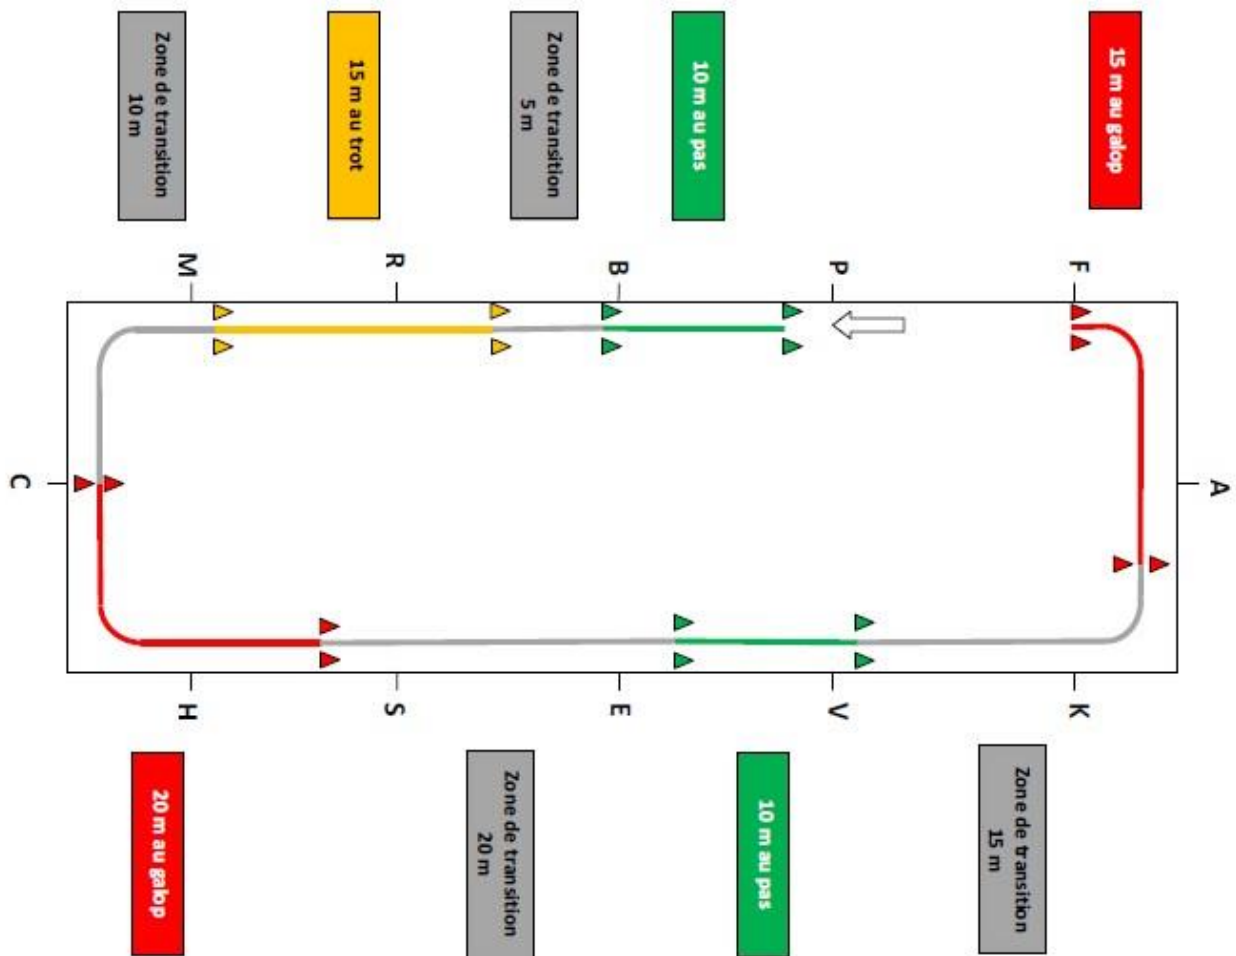 A
15 m au galop
F
K
Zone de transition
15 m
P
V
10 m au pas
10 m au pas
B
E
Zone de transition
5 m
Zone de transition
20 m
R
S
15 m au trot
M
H
Zone de transition
10 m
20 m au galop
C